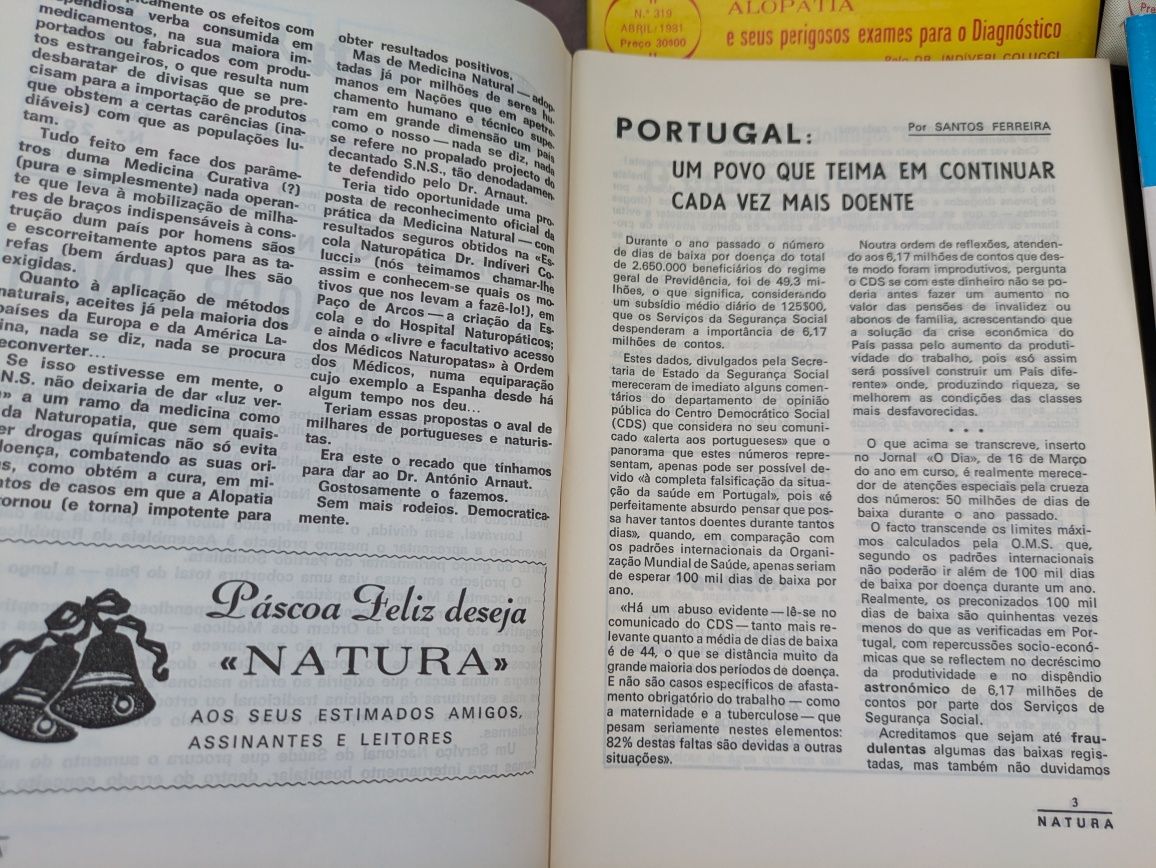 icamente os efeitos com
pendiosa verba consumida em
medicamentos, na sua maiora im-
portados ou fabricados com produ-
tos estrangeiros, o que resulta num
desbaratar de divisas que se pre-
cisam para a importação de produtos
que obstem a certas carências (ina-
diáveis) com que as populações lu-
tam.
Tudo feito em face dos parâme-
tros duma Medicina Curativa (?)
(pura e simplesmente) nada operan-
te que leva à mobilização de milha-
res de braços indispensáveis à cons-
trução dum país por homens sãos
e escorreitamente aptos para as ta-
refas (bem árduas) que lhes são
exigidas.
Quanto à aplicação de métodos
naturais, aceites já pela maioria dos
países da Europa e da América La-
ina, nada se diz, nada se procura
econverter...
Se isso estivesse em mente, o
N.S. não deixaria de dar «luz ver-
» a um ramo da medicina como
da Naturopatia, que sem quais-
er drogas químicas não só evita
doença, combatendo as suas ori-
s, como obtém a cura, em mi-
ntos de casos em que a Alopatia
tornou (e torna) impotente para
obter resultados positivos.
Mas de Medicina Natural — adop-
tadas já por milhões de seres hu-
manos em Nações que em apetre-
chamento humano e técnico supe-
ram em grande dimensão um país
como o nosso — nada se diz, nada
se refere no propalado projecto do
decantado S.N.S., tão denodadamen-
te defendido pelo Dr. Arnaut.
Teria tido oportunidade uma pro-
posta de reconhecimento oficial da
prática da Medicina Natural — com
resultados seguros obtidos na «Es-
cola Naturopática Dr. Indíveri Co-
lucci» (nós teimamos chamar-lhe
assim e conhecem-se quais os mo-
tivos que nos levam a fazê-lo!), em
Paço de Arcos — a criação da Es-
cola e do Hospital Naturopáticos;
e ainda o «livre e facultativo acesso
dos Médicos Naturopatas» à Ordem
dos Médicos, numa equiparação
cujo exemplo a Espanha desde há
algum tempo nos deu...
Teriam essas propostas o aval de
milhares de portugueses e naturis-
tas.
Era este o recado que tínhamos
para dar ao Dr. António Arnaut.
Gostosamente o fazemos.
Sem mais rodeios. Democratica-
mente.
Páscoa Feliz deseja
«NATURA»
AOS SEUS ESTIMADOS AMIGOS,
ASSINANTES E LEITORES
N.º 319
ABRIL/1981
Preço 30$00
ALOPATIA
e seus perigosos exames para o Diagnóstico
Pelo DR. INDÍVERI COLUCCI
PORTUGAL:
Por SANTOS FERREIRA
UM POVO QUE TEIMA EM CONTINUAR
CADA VEZ MAIS DOENTE
Durante o ano passado o número
de dias de baixa por doença do total
de 2.650.000 beneficiários do regime
geral de Previdência, foi de 49,3 mi-
lhões, o que significa, considerando
um subsídio médio diário de 125$00,
que os Serviços da Segurança Social
despenderam a importância de 6,17
milhões de contos.
Estes dados, divulgados pela Secre-
taria de Estado da Segurança Social
mereceram de imediato alguns comen-
tários do departamento de opinião
pública do Centro Democrático Social
(CDS) que considera no seu comuni-
cado «alerta aos portugueses» que o
panorama que estes números repre-
sentam, apenas pode ser possível de-
vido «à completa falsificação da situa-
ção da saúde em Portugal», pois «é
perfeitamente absurdo pensar que pos-
sa haver tantos doentes durante tantos
dias», quando, em comparação com
os padrões internacionais da Organi-
zação Mundial de Saúde, apenas seriam
de esperar 100 mil dias de baixa por
ano.
«Há um abuso evidente — lê-se no
comunicado do CDS — tanto mais re-
levante quanto a média de dias de baixa
é de 44, o que se distância muito da
grande maioria dos períodos de doença.
E não são casos específicos de afasta-
mento obrigatório do trabalho — como
a maternidade e a tuberculose — que
pesam seriamente nestes elementos:
82% destas faltas são devidas a outras
situações».
Noutra ordem de reflexões, atenden-
do aos 6,17 milhões de contos que des-
te modo foram improdutivos, pergunta
o CDS se com este dinheiro não se po-
deria antes fazer um aumento no
valor das pensões de invalidez ou
abonos de família, acrescentando que
a solução da crise económica do
País passa pelo aumento da produti-
vidade do trabalho, pois «só assim
será possível construir um País dife-
rente» onde, produzindo riqueza, se
melhorem as condições das classes
mais desfavorecidas.
• • • •
O que acima se transcreve, inserto
no Jornal «O Dia», de 16 de Março
do ano em curso, é realmente merece-
dor de atenções especiais pela crueza
dos números: 50 milhões de dias de
baixa durante o ano passado.
O facto transcende os limites máxi-
mos calculados pela O.M.S. que,
segundo os padrões internacionais
não poderão ir além de 100 mil dias
de baixa por doença durante um ano.
Realmente, os preconizados 100 mil
dias de baixa são quinhentas vezes
menos do que as verificadas em Por-
tugal, com repercussões socio-econó-
micas que se reflectem no decréscimo
da produtividade e no dispêndio
astronómico de 6,17 milhões de
contos por parte dos Serviços de
Segurança Social.
Acreditamos que sejam até frau-
dulentas algumas das baixas regis-
tadas, mas também não duvidamos
3
NATURA